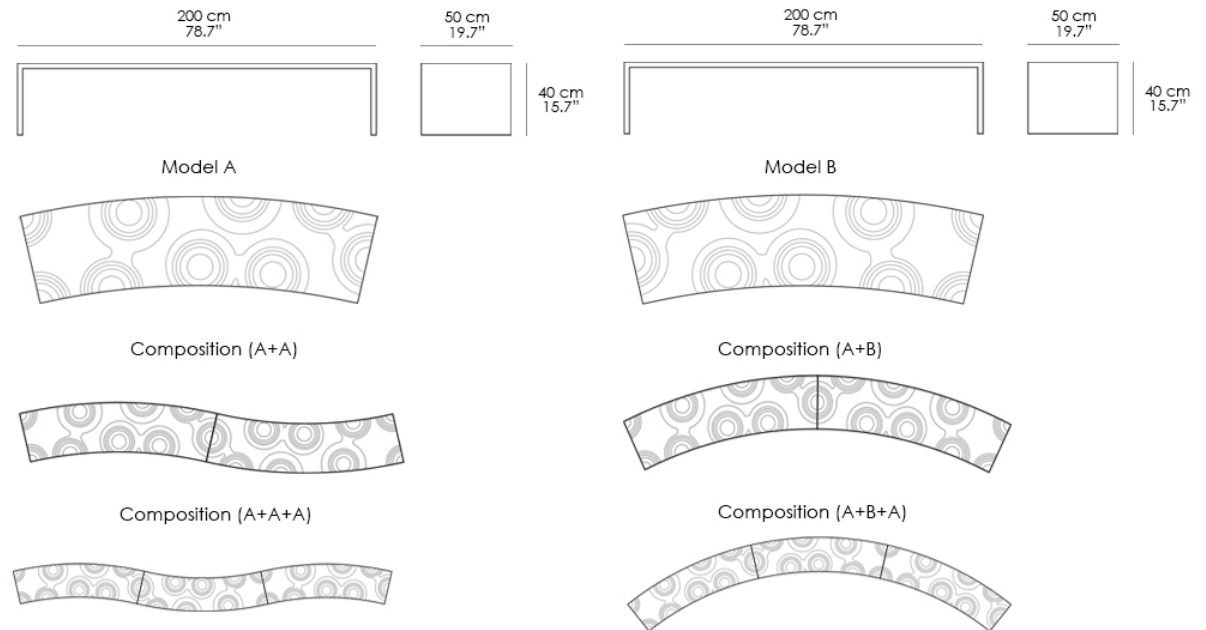 200 cm
78.7”
50 cm
19.7”
40 cm
15.7”
Model A
Composition (A+A)
Composition (A+A+A)
200 cm
78.7”
50 cm
19.7”
40 cm
15.7”
Model B
Composition (A+B)
Composition (A+B+A)